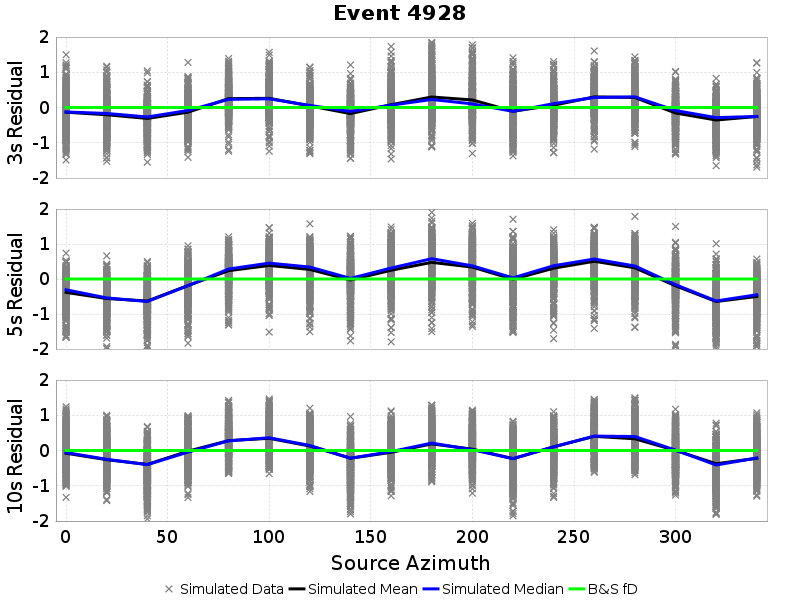 Event 4928
3s Residual
2
1
0
-1
-2
5s Residual
2
1
0
-1
-2
10s Residual
2
1
0
-1
-2
0 50 100 150 200 250 300
Source Azimuth
Simulated Data Simulated Mean Simulated Median B&S fD